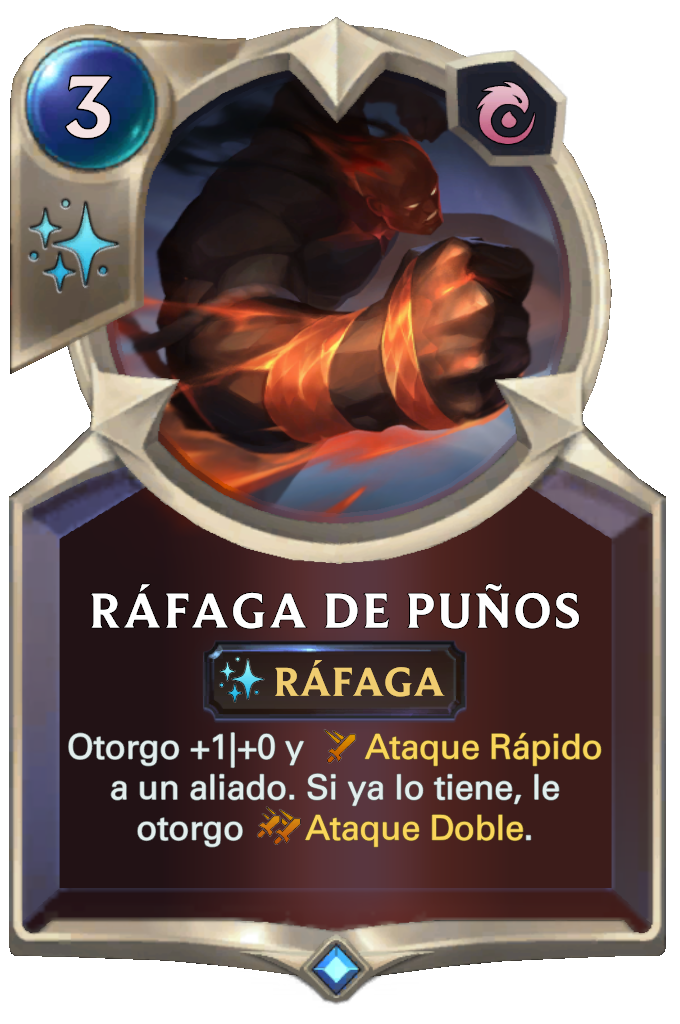 3
RÁFAGA DE PUÑOS
RÁFAGA
Otorgo +1|+0 y Ataque Rápido
a un aliado. Si ya lo tiene, le
otorgo Ataque Doble.